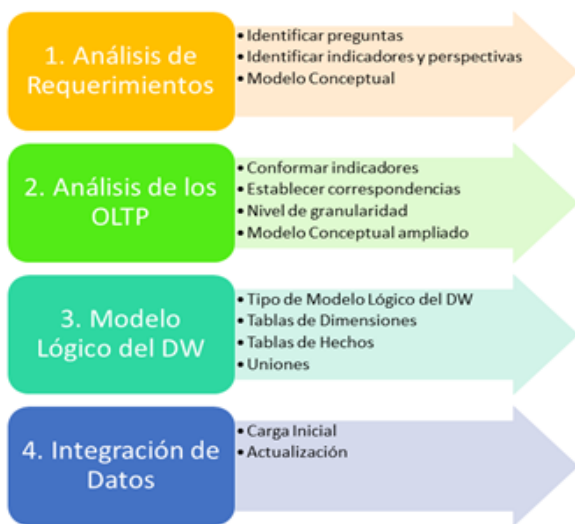 1. Análisis de
Requerimientos
• Identificar preguntas
• Identificar indicadores y perspectivas
• Modelo Conceptual
2. Análisis de los
OLTP
• Conformar indicadores
• Establecer correspondencias
• Nivel de granularidad
• Modelo Conceptual ampliado
3. Modelo
Lógico del DW
• Tipo de Modelo Lógico del DW
• Tablas de Dimensiones
• Tablas de Hechos
• Uniones
4. Integración de
Datos
• Carga Inicial
• Actualización